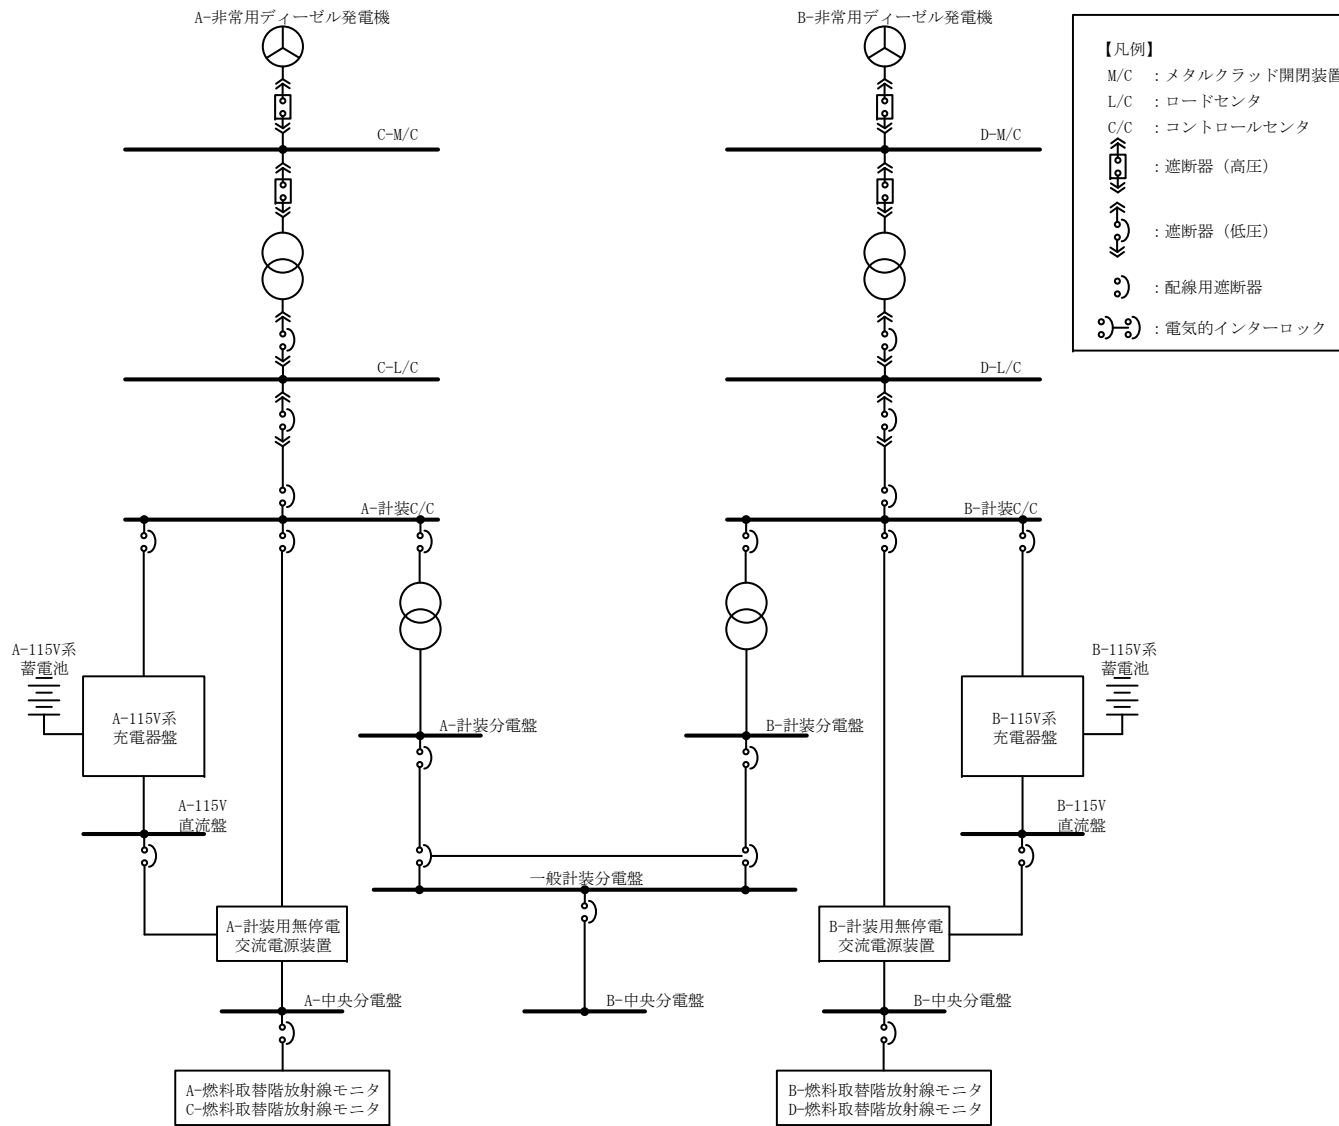 A-非常用ディーゼル発電機
B-非常用ディーゼル発電機
【凡例】
M/C ：メタルクラッド開閉装置
L/C ：ロードセンタ
C/C ：コントロールセンタ
：遮断器（高圧）
：遮断器（低圧）
：配線用遮断器
：電気的インターロック
C-M/C
D-M/C
C-L/C
D-L/C
A-計装C/C
B-計装C/C
A-115V系
蓄電池
A-115V系
充電器盤
B-115V系
充電器盤
B-115V系
蓄電池
A-計装分電盤
B-計装分電盤
A-115V
直流盤
B-115V
直流盤
一般計装分電盤
A-計装用無停電
交流電源装置
B-計装用無停電
交流電源装置
A-中央分電盤
B-中央分電盤
B-中央分電盤
A-燃料取替階放射線モニタ
C-燃料取替階放射線モニタ
B-燃料取替階放射線モニタ
D-燃料取替階放射線モニタ